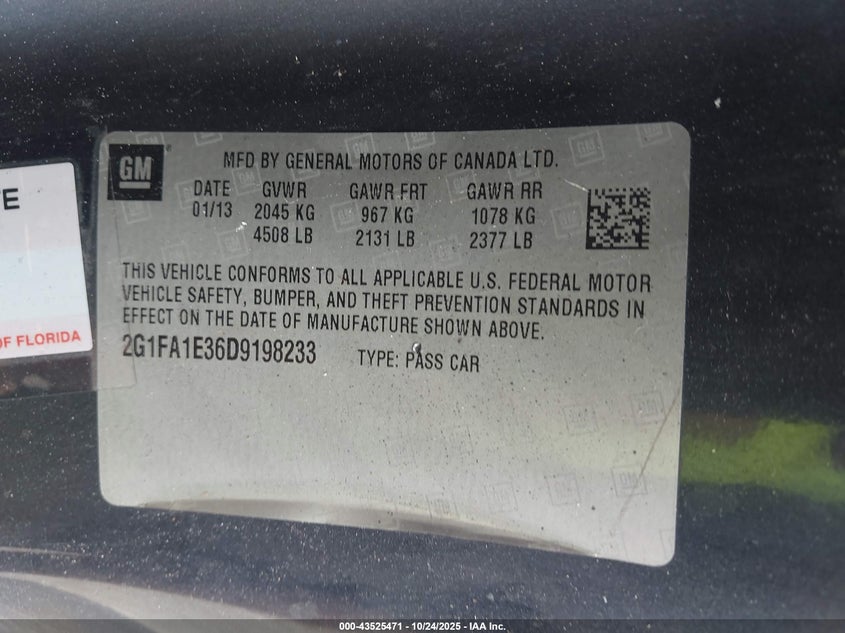 GM
MFD BY GENERAL MOTORS OF CANADA LTD.
DATE GVWR GAWR FRT GAWR RR
01/13 2045 KG 967 KG 1078 KG
4508 LB 2131 LB 2377 LB
THIS VEHICLE CONFORMS TO ALL APPLICABLE U.S. FEDERAL MOTOR
VEHICLE SAFETY, BUMPER, AND THEFT PREVENTION STANDARDS IN
EFFECT ON THE DATE OF MANUFACTURE SHOWN ABOVE.
2G1FA1E36D9198233 TYPE: PASS CAR
OF FLORIDA
000-43525471 - 10/24/2025 - IAA Inc.